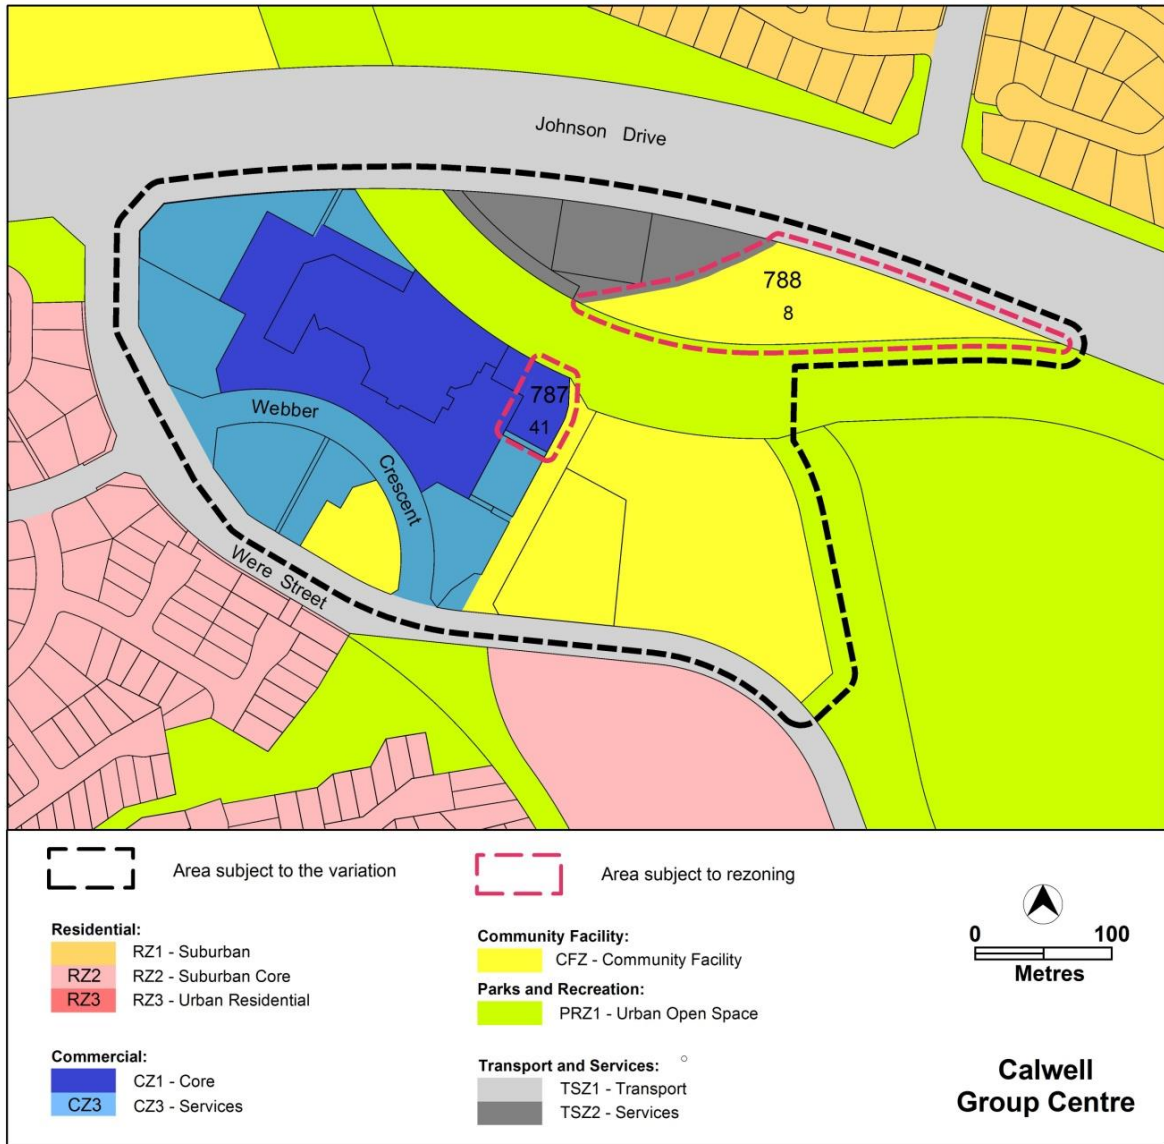 Johnson Drive
788
8
787
41
Webber
Crescent
Were Street
Area subject to the variation
Area subject to rezoning
Residential:
RZ1 - Suburban
RZ2 RZ2 - Suburban Core
RZ3 RZ3 - Urban Residential
Commercial:
CZ1 - Core
CZ3 CZ3 - Services
Community Facility:
CFZ - Community Facility
Parks and Recreation:
PRZ1 - Urban Open Space
Transport and Services:
TSZ1 - Transport
TSZ2 - Services
0 100
Metres
Calwell
Group Centre